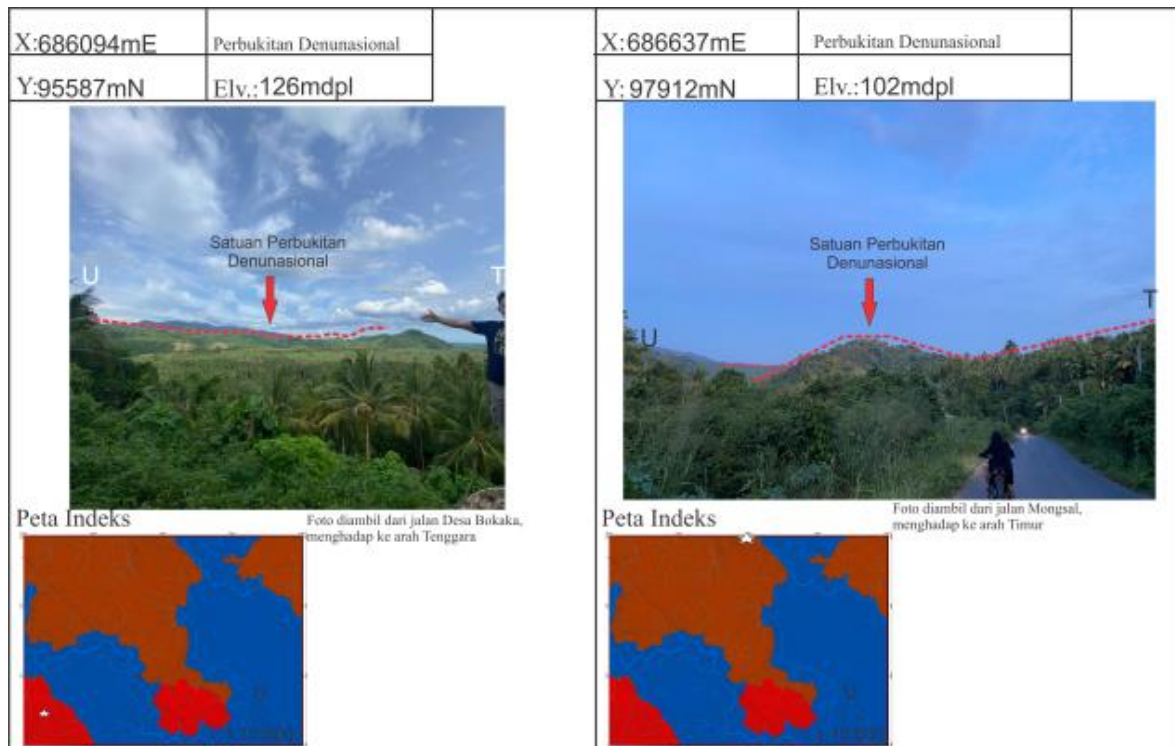 X:686094mE
Perbukitan Denunasional
Y:95587mN
Elv.:126mdpl
Satuan Perbukitan
Denunasional
U
T
Peta Indeks
Foto diambil dari jalan Desa Bokaka,
menghadap ke arah Tenggara
X:686637mE
Perbukitan Denunasional
Y: 97912mN
Elv.:102mdpl
Satuan Perbukitan
Denunasional
U
T
Peta Indeks
Foto diambil dari jalan Mongsal,
menghadap ke arah Timur